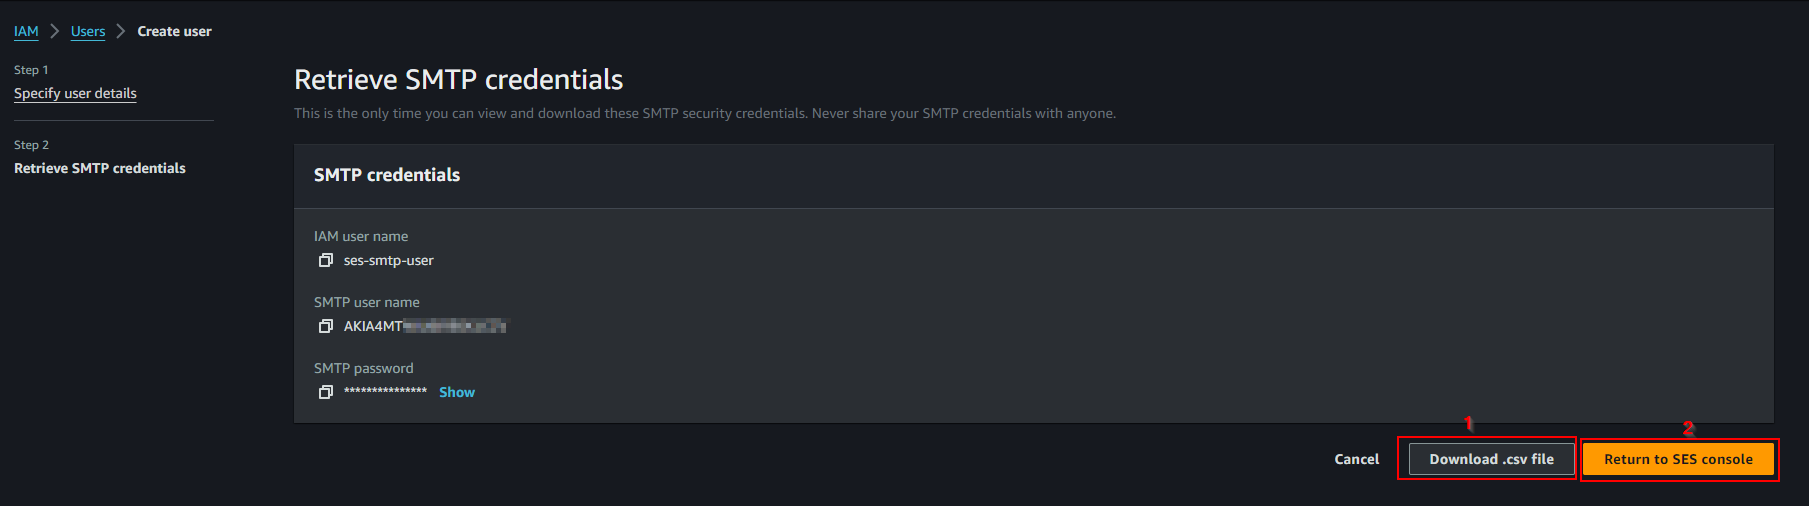 IAM > Users > Create user
Step 1
Specify user details
Step 2
Retrieve SMTP credentials
Retrieve SMTP credentials
This is the only time you can view and download these SMTP security credentials. Never share your SMTP credentials with anyone.
SMTP credentials
IAM user name
ses-smtp-user
SMTP user name
AKIA4MT
SMTP password
*************** Show
1
2
Cancel
Download .csv file
Return to SES console